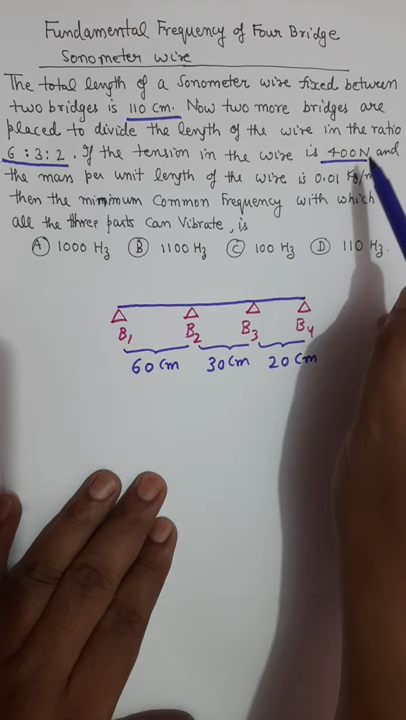 Fundamental Frequency of Four Bridge
Sonometer wire
The total length of a Sonometer wire fixed between
two bridges is 110 cm. Now two more bridges are
placed to divide the length of the wire in the ratio
6 : 3 : 2. If the tension in the wire is 400 N and
the mass per unit length of the wire is 0.01 Kg/m
then the minimum Common Frequency with which
all the three parts can Vibrate, is
(A) 1000 Hz (B) 1100 Hz (C) 100 Hz (D) 110 Hz.
B1 B2 B3 B4
60 Cm 30 Cm 20 Cm